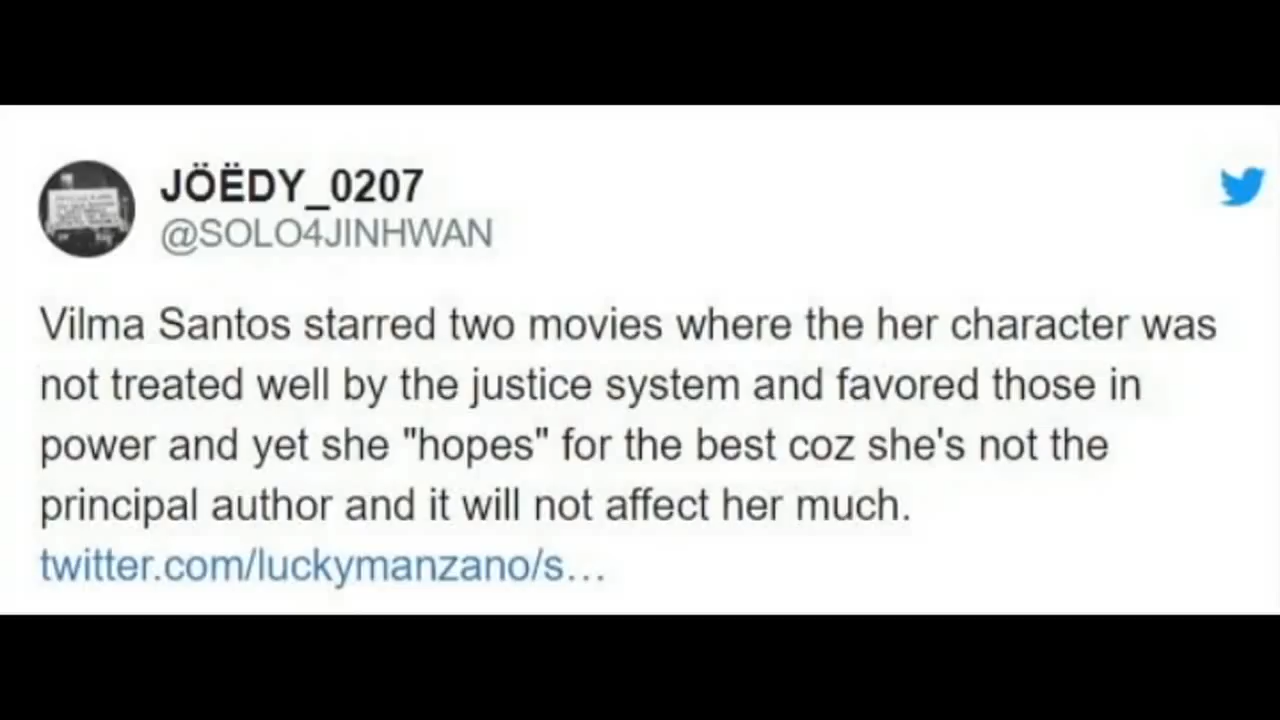 JÖËDY_0207
@SOLO4JINHWAN
Vilma Santos starred two movies where the her character was
not treated well by the justice system and favored those in
power and yet she "hopes" for the best coz she's not the
principal author and it will not affect her much.
twitter.com/luckymanzano/s…